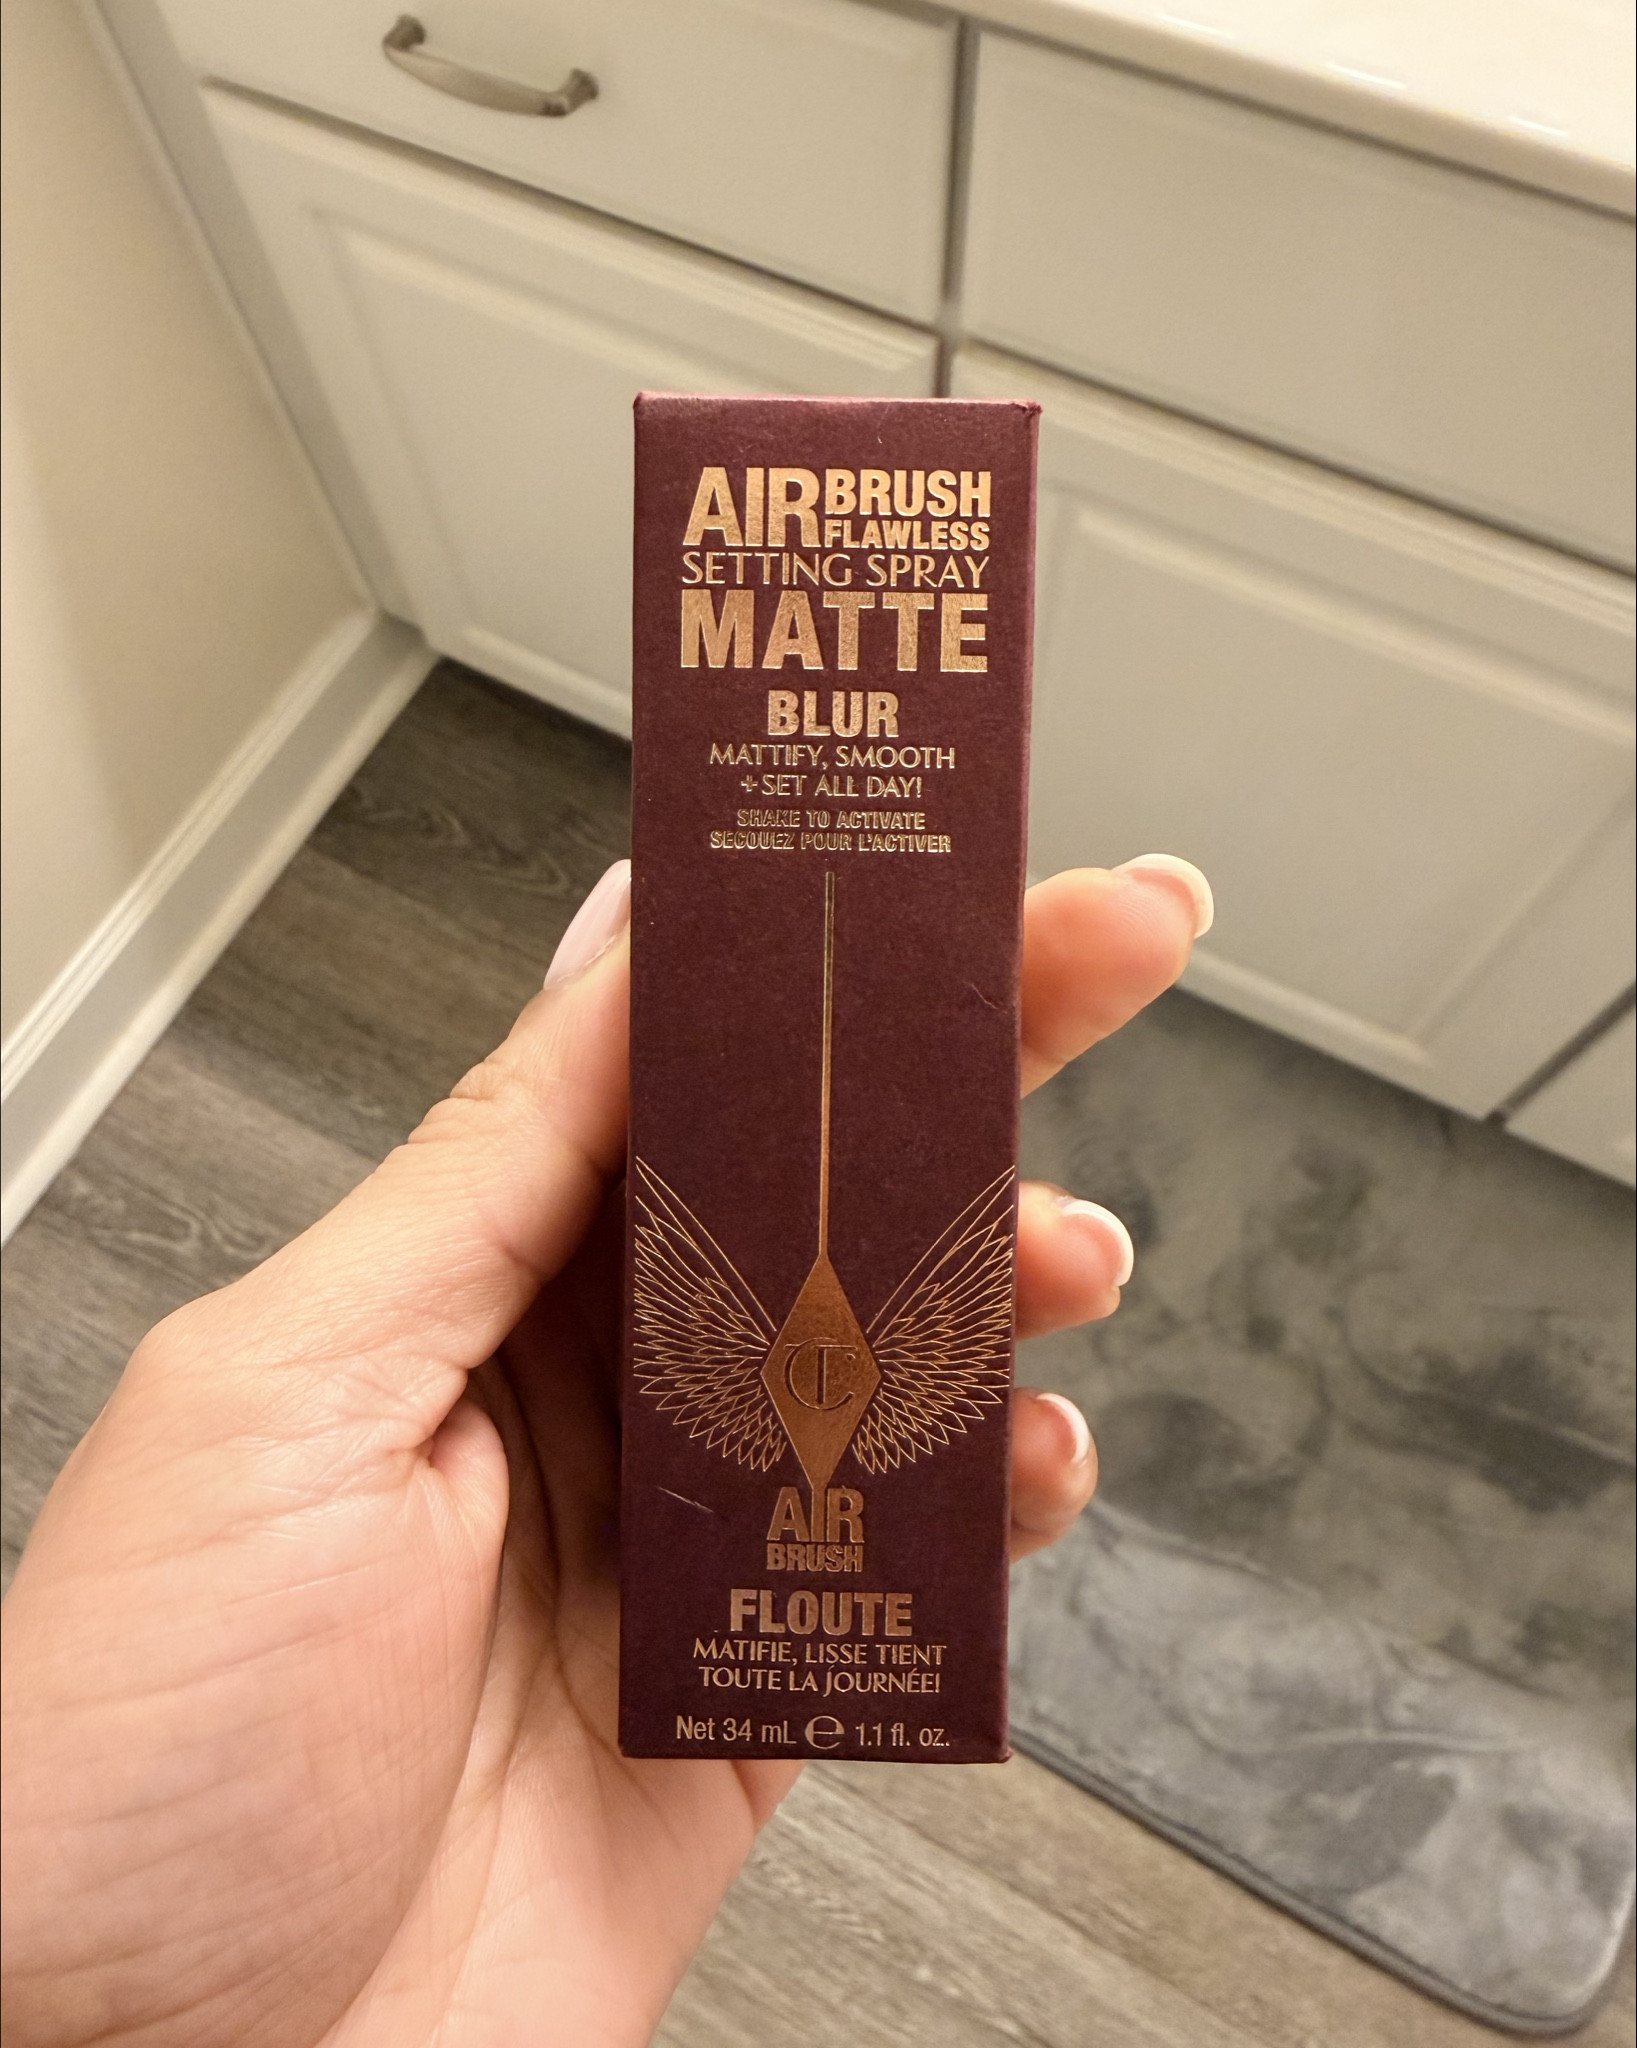 AIRBRUSH
FLAWLESS
SETTING SPRAY
MATTE
BLUR
MATTIFY, SMOOTH
+ SET ALL DAY!
SHAKE TO ACTIVATE
SECOUEZ POUR L'ACTIVER
CT
AIR
BRUSH
FLOUTE
MATIFIE, LISSE TIENT
TOUTE LA JOURNÉE!
Net 34 mL ℮ 1.1 fl. oz.